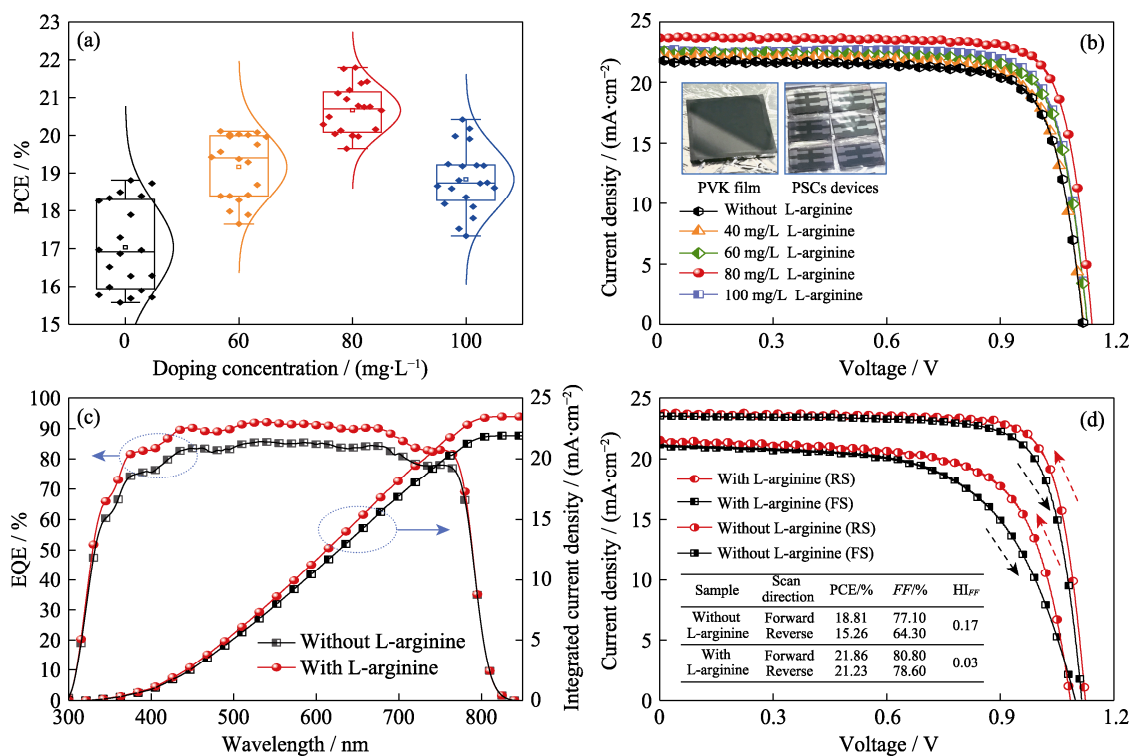 (a)
23
22
21
20
19
18
17
16
15
PCE / %
0
60
80
100
Doping concentration / (mg·L⁻¹)
(b)
25
20
15
10
5
0
Current density / (mA·cm⁻²)
PVK film
PSCs devices
Without L-arginine
40 mg/L L-arginine
60 mg/L L-arginine
80 mg/L L-arginine
100 mg/L L-arginine
0
0.3
0.6
0.9
1.2
Voltage / V
(c)
100
90
80
70
60
50
40
30
20
10
0
EQE / %
25
20
15
10
5
0
Integrated current density / (mA·cm⁻²)
Without L-arginine
With L-arginine
300
400
500
600
700
800
Wavelength / nm
(d)
25
20
15
10
5
0
Current density / (mA·cm⁻²)
With L-arginine (RS)
With L-arginine (FS)
Without L-arginine (RS)
Without L-arginine (FS)
Sample Scan direction PCE/% FF/% HI_FF
Without L-arginine Forward 18.81 77.10 0.17
Reverse 15.26 64.30
With L-arginine Forward 21.86 80.80 0.03
Reverse 21.23 78.60
0
0.3
0.6
0.9
1.2
Voltage / V